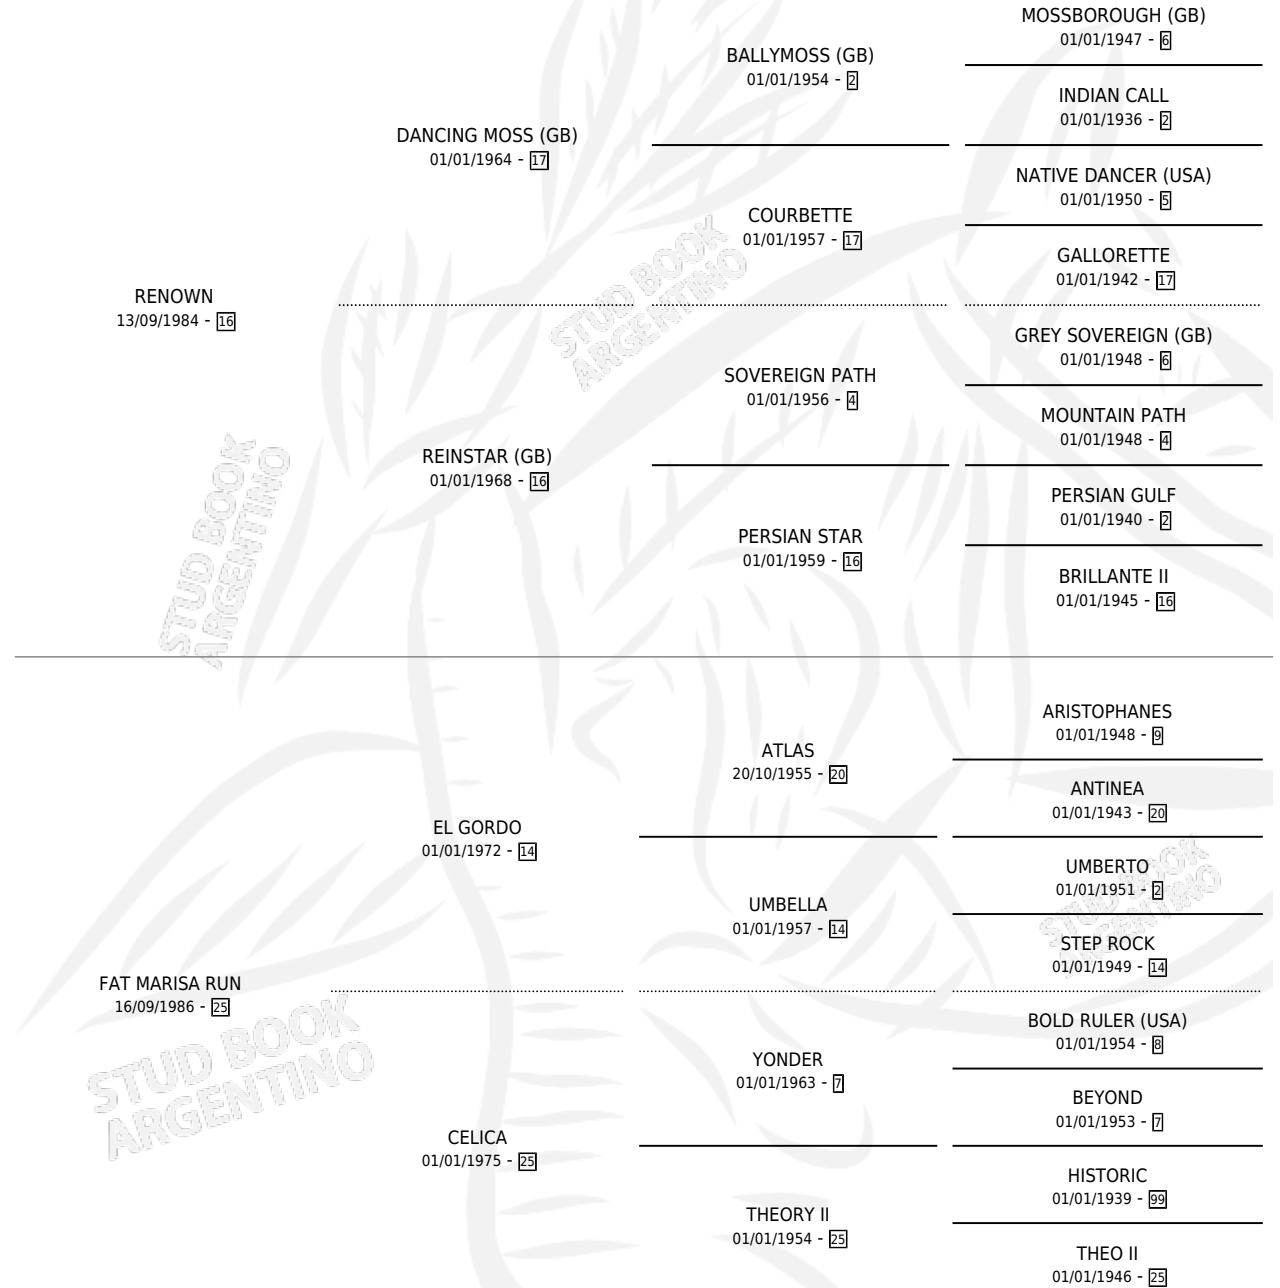 MOSSBOROUGH (GB)
01/01/1947 - 6
BALLYMOSS (GB)
01/01/1954 - 2
INDIAN CALL
01/01/1936 - 2
DANCING MOSS (GB)
01/01/1964 - 17
NATIVE DANCER (USA)
01/01/1950 - 5
COURBETTE
01/01/1957 - 17
GALLORETTE
01/01/1942 - 17
RENOWN
13/09/1984 - 16
GREY SOVEREIGN (GB)
01/01/1948 - 6
SOVEREIGN PATH
01/01/1956 - 4
MOUNTAIN PATH
01/01/1948 - 4
REINSTAR (GB)
01/01/1968 - 16
PERSIAN GULF
01/01/1940 - 2
PERSIAN STAR
01/01/1959 - 16
BRILLANTE II
01/01/1945 - 16
STUD BOOK
ARGENTINO
STUD BOOK
ARGENTINO
ARISTOPHANES
01/01/1948 - 9
ATLAS
20/10/1955 - 20
ANTINEA
01/01/1943 - 20
EL GORDO
01/01/1972 - 14
UMBERTO
01/01/1951 - 2
UMBELLA
01/01/1957 - 14
STEP ROCK
01/01/1949 - 14
FAT MARISA RUN
16/09/1986 - 25
BOLD RULER (USA)
01/01/1954 - 8
YONDER
01/01/1963 - 7
BEYOND
01/01/1953 - 7
CELICA
01/01/1975 - 25
HISTORIC
01/01/1939 - 99
THEORY II
01/01/1954 - 25
THEO II
01/01/1946 - 25
STUD BOOK
ARGENTINO
STUD BOOK
ARGENTINO